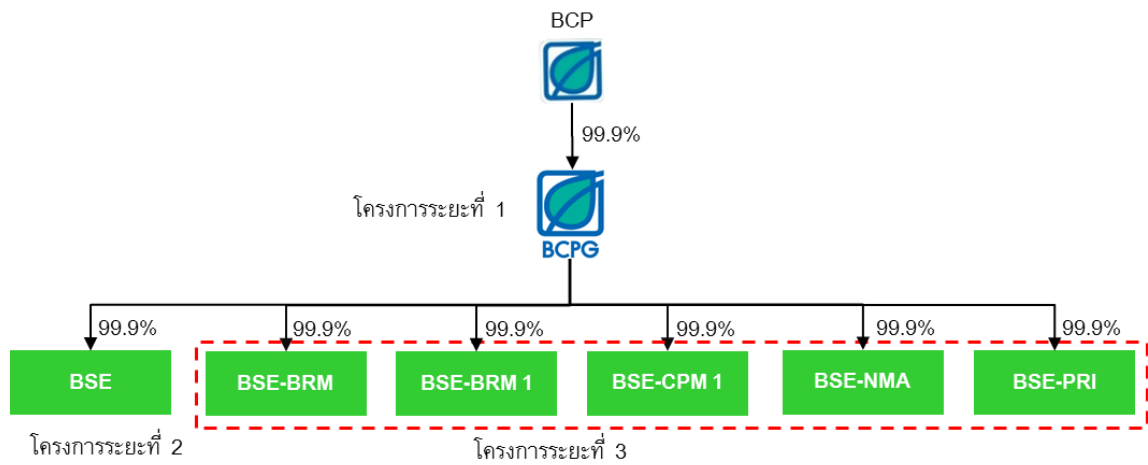 BCP
99.9%
โครงการระยะที่ 1
BCPG
99.9% 99.9% 99.9% 99.9% 99.9% 99.9%
BSE BSE-BRM BSE-BRM 1 BSE-CPM 1 BSE-NMA BSE-PRI
โครงการระยะที่ 2 โครงการระยะที่ 3